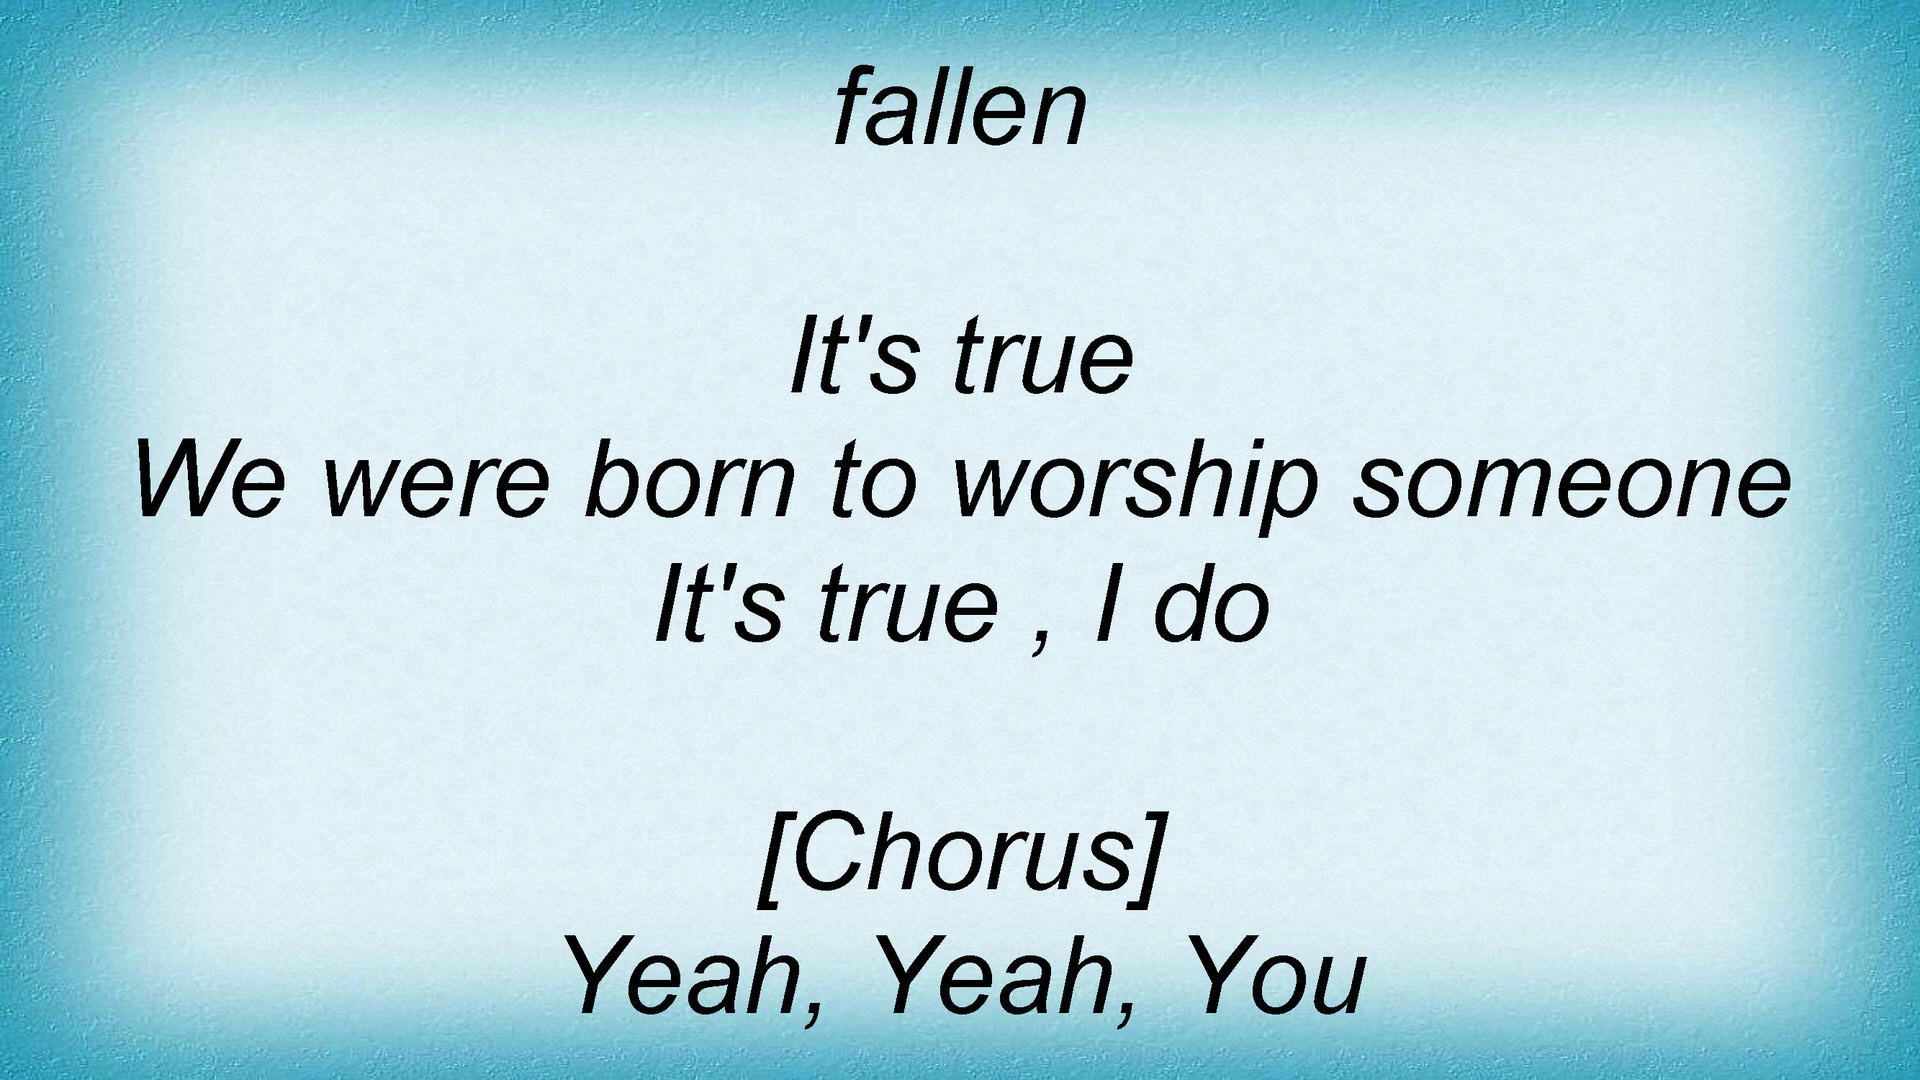 fallen
It's true
We were born to worship someone
It's true , I do
[Chorus]
Yeah, Yeah, You